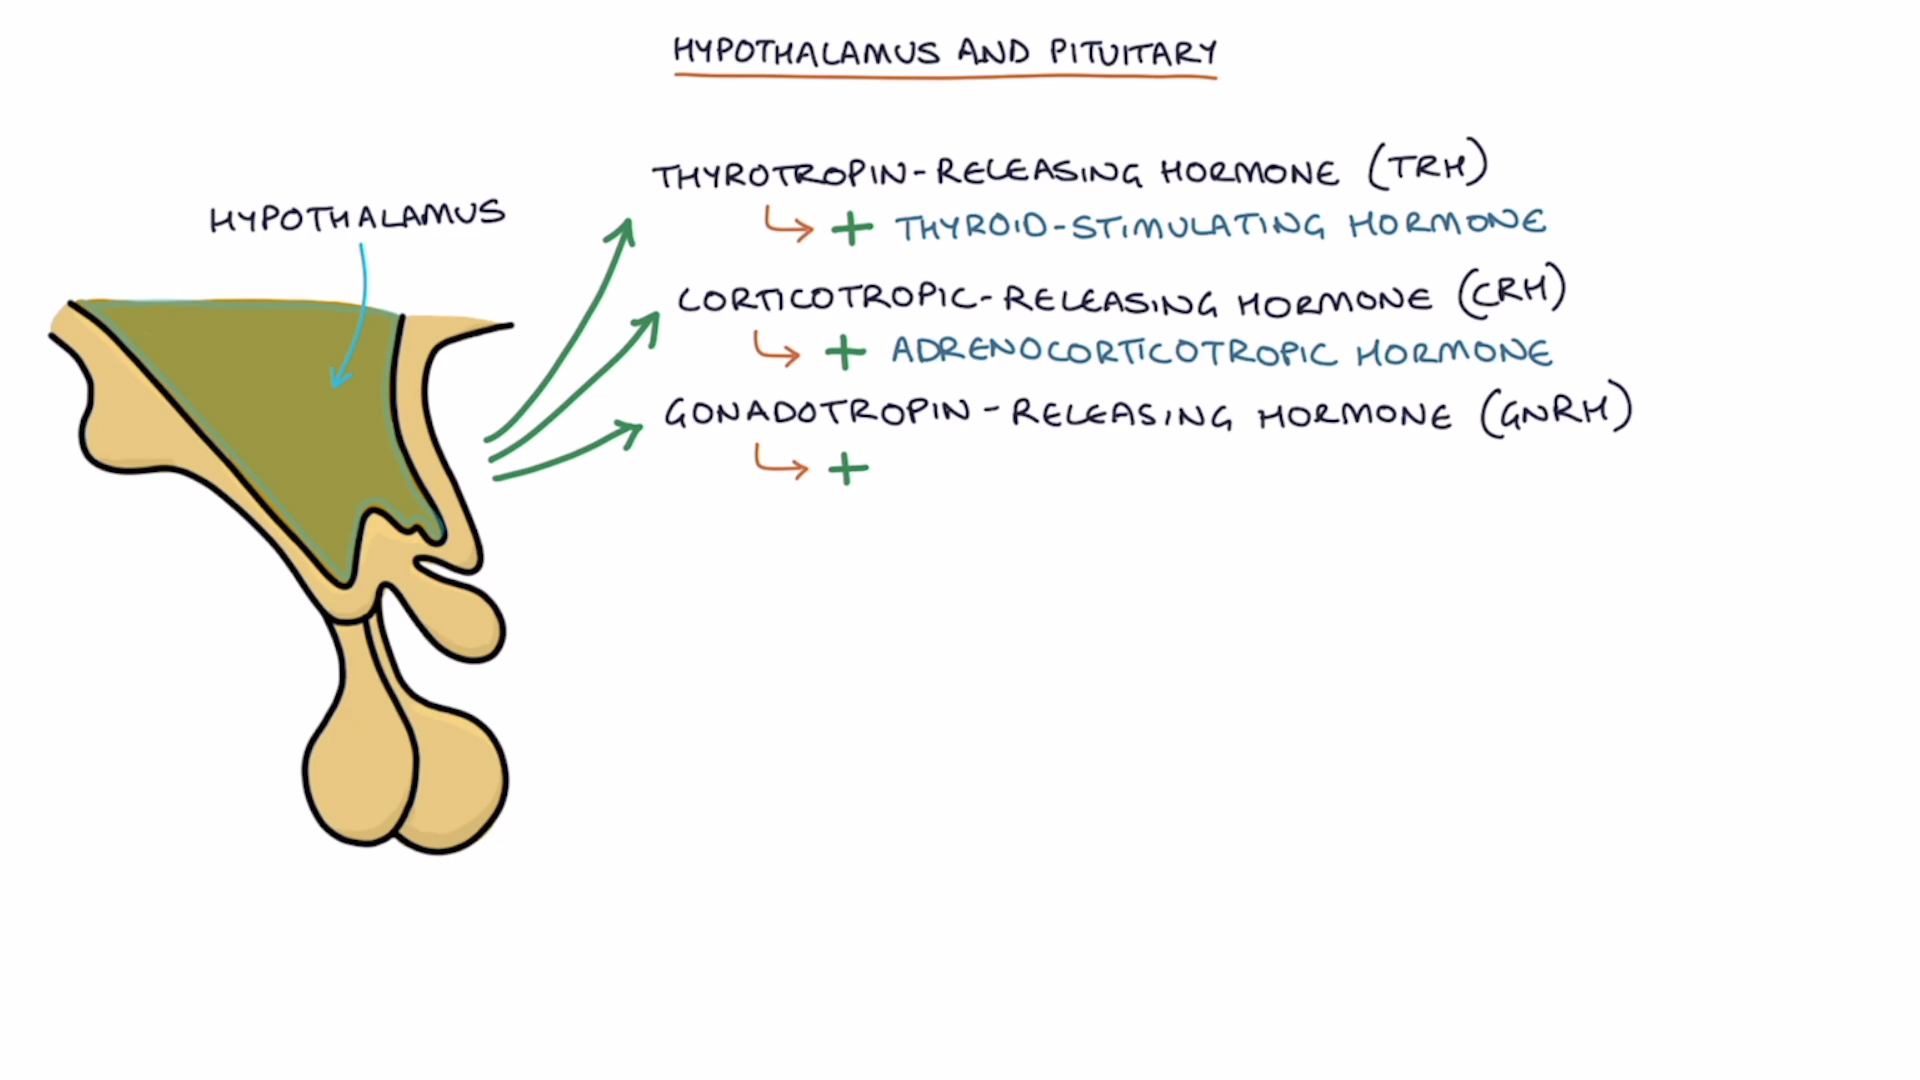 HYPOTHALAMUS AND PITUITARY
HYPOTHALAMUS
THYROTROPIN-RELEASING HORMONE (TRH)
+ THYROID-STIMULATING HORMONE
CORTICOTROPIC-RELEASING HORMONE (CRH)
+ ADRENOCORTICOTROPIC HORMONE
GONADOTROPIN-RELEASING HORMONE (GNRH)
+